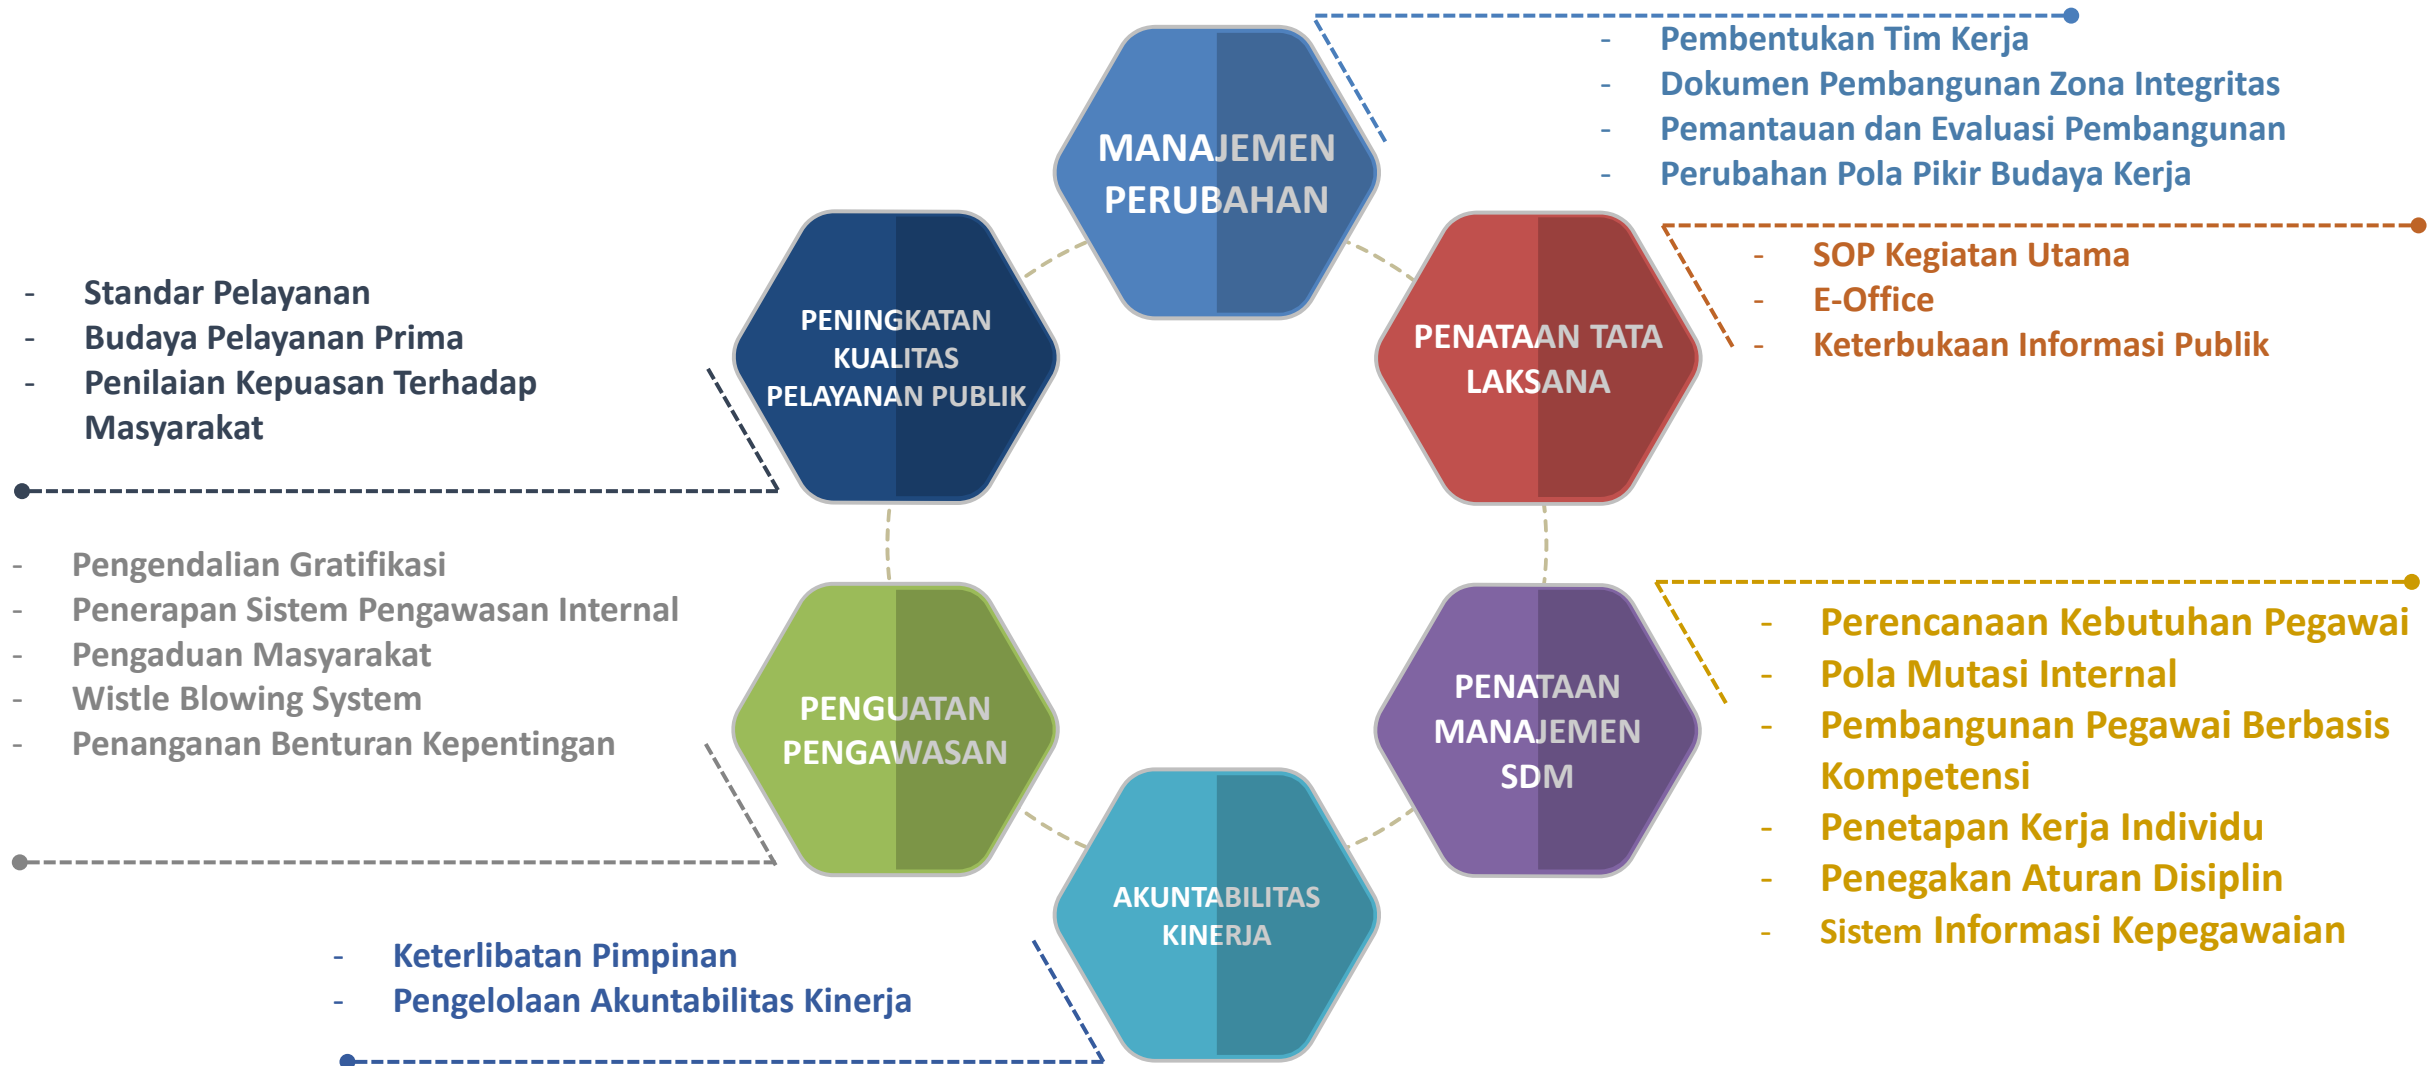 MANAJEMEN
PERUBAHAN
- Pembentukan Tim Kerja
- Dokumen Pembangunan Zona Integritas
- Pemantauan dan Evaluasi Pembangunan
- Perubahan Pola Pikir Budaya Kerja
PENATAAN TATA
LAKSANA
- SOP Kegiatan Utama
- E-Office
- Keterbukaan Informasi Publik
PENATAAN
MANAJEMEN
SDM
- Perencanaan Kebutuhan Pegawai
- Pola Mutasi Internal
- Pembangunan Pegawai Berbasis
Kompetensi
- Penetapan Kerja Individu
- Penegakan Aturan Disiplin
- Sistem Informasi Kepegawaian
AKUNTABILITAS
KINERJA
- Keterlibatan Pimpinan
- Pengelolaan Akuntabilitas Kinerja
PENGUATAN
PENGAWASAN
- Pengendalian Gratifikasi
- Penerapan Sistem Pengawasan Internal
- Pengaduan Masyarakat
- Wistle Blowing System
- Penanganan Benturan Kepentingan
PENINGKATAN
KUALITAS
PELAYANAN PUBLIK
- Standar Pelayanan
- Budaya Pelayanan Prima
- Penilaian Kepuasan Terhadap
Masyarakat